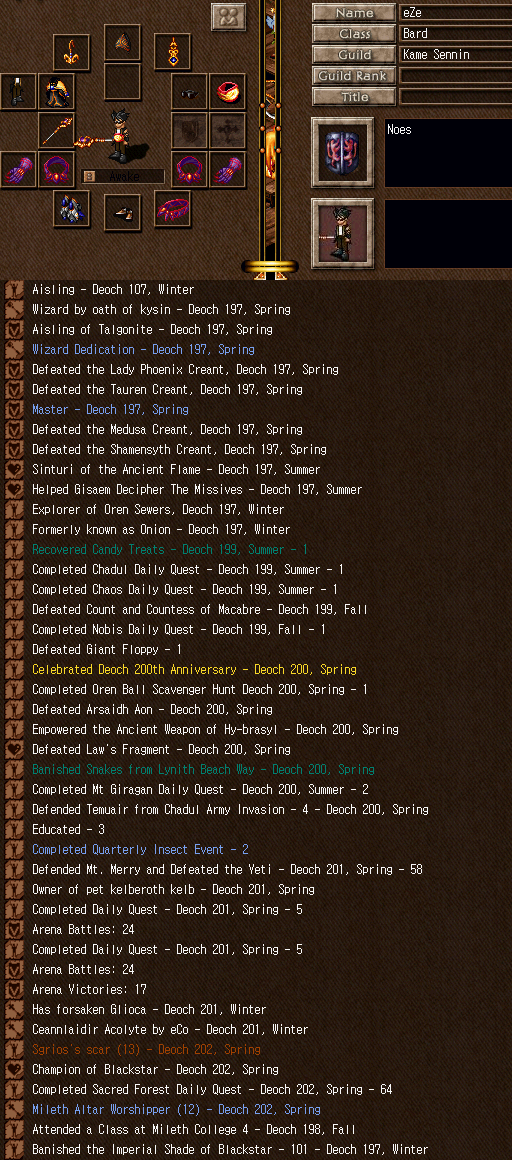 Name eZe
Class Bard
Guild Kame Sennin
Guild Rank
Title
Awake
Noes
Aisling - Deoch 107, Winter
Wizard by oath of kysin - Deoch 197, Spring
Aisling of Talgonite - Deoch 197, Spring
Wizard Dedication - Deoch 197, Spring
Defeated the Lady Phoenix Creant, Deoch 197, Spring
Defeated the Tauren Creant, Deoch 197, Spring
Master - Deoch 197, Spring
Defeated the Medusa Creant, Deoch 197, Spring
Defeated the Shamensyth Creant, Deoch 197, Spring
Sinturi of the Ancient Flame - Deoch 197, Summer
Helped Gisaem Decipher The Missives - Deoch 197, Summer
Explorer of Oren Sewers, Deoch 197, Winter
Formerly known as Onion - Deoch 197, Winter
Recovered Candy Treats - Deoch 199, Summer - 1
Completed Chadul Daily Quest - Deoch 199, Summer - 1
Completed Chaos Daily Quest - Deoch 199, Summer - 1
Defeated Count and Countess of Macabre - Deoch 199, Fall
Completed Nobis Daily Quest - Deoch 199, Fall - 1
Defeated Giant Floppy - 1
Celebrated Deoch 200th Anniversary - Deoch 200, Spring
Completed Oren Ball Scavenger Hunt Deoch 200, Spring - 1
Defeated Arsaidh Aon - Deoch 200, Spring
Empowered the Ancient Weapon of Hy-brasyl - Deoch 200, Spring
Defeated Law's Fragment - Deoch 200, Spring
Banished Snakes from Lynith Beach Way - Deoch 200, Spring
Completed Mt Giragan Daily Quest - Deoch 200, Summer - 2
Defended Temuair from Chadul Army Invasion - 4 - Deoch 200, Spring
Educated - 3
Completed Quarterly Insect Event - 2
Defended Mt. Merry and Defeated the Yeti - Deoch 201, Spring - 58
Owner of pet kelberoth kelb - Deoch 201, Spring
Completed Daily Quest - Deoch 201, Spring - 5
Arena Battles: 24
Completed Daily Quest - Deoch 201, Spring - 5
Arena Battles: 24
Arena Victories: 17
Has forsaken Glioca - Deoch 201, Winter
Ceannlaidir Acolyte by eCo - Deoch 201, Winter
Sgrios's scar (13) - Deoch 202, Spring
Champion of Blackstar - Deoch 202, Spring
Completed Sacred Forest Daily Quest - Deoch 202, Spring - 64
Mileth Altar Worshipper (12) - Deoch 202, Spring
Attended a Class at Mileth College 4 - Deoch 198, Fall
Banished the Imperial Shade of Blackstar - 101 - Deoch 197, Winter